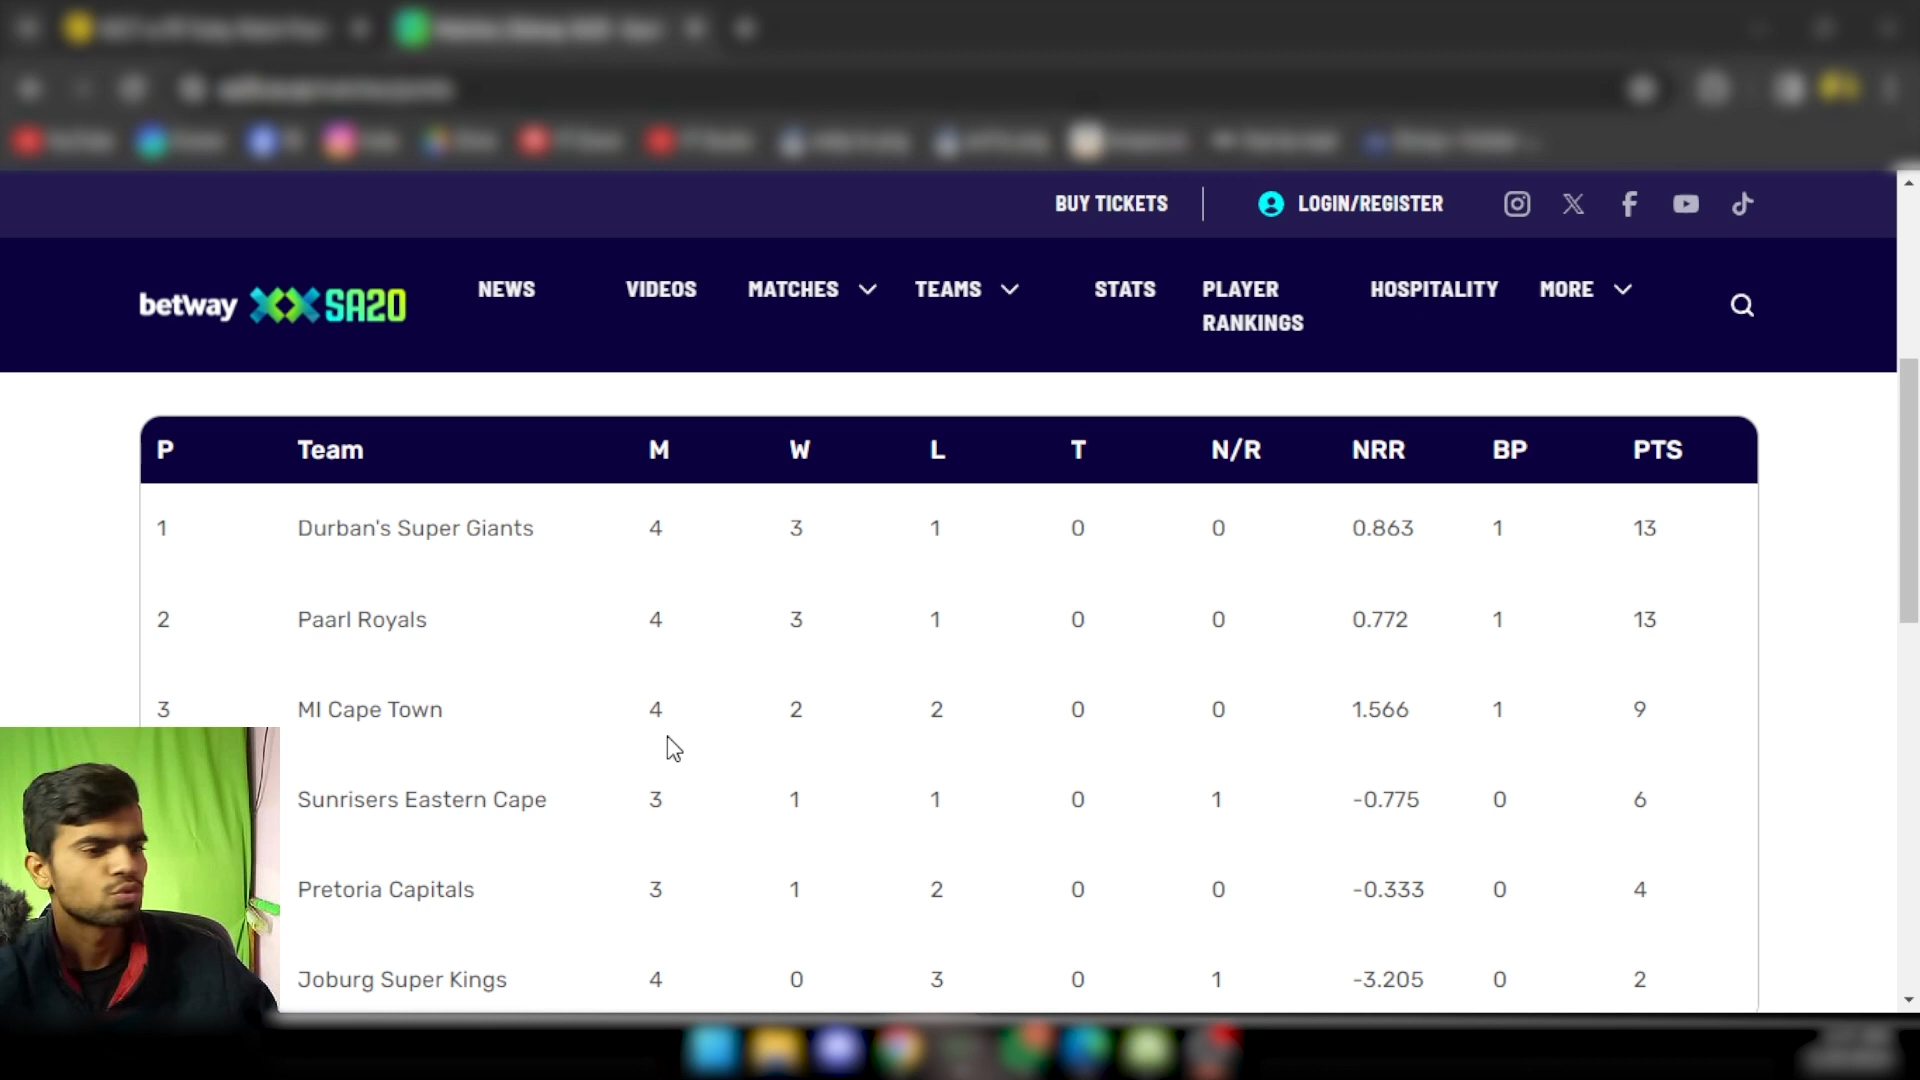 BUY TICKETS LOGIN/REGISTER
betway SA20 NEWS VIDEOS MATCHES TEAMS STATS PLAYER RANKINGS HOSPITALITY MORE
P Team M W L T N/R NRR BP PTS
1 Durban's Super Giants 4 3 1 0 0 0.863 1 13
2 Paarl Royals 4 3 1 0 0 0.772 1 13
3 MI Cape Town 4 2 2 0 0 1.566 1 9
Sunrisers Eastern Cape 3 1 1 0 1 -0.775 0 6
Pretoria Capitals 3 1 2 0 0 -0.333 0 4
Joburg Super Kings 4 0 3 0 1 -3.205 0 2